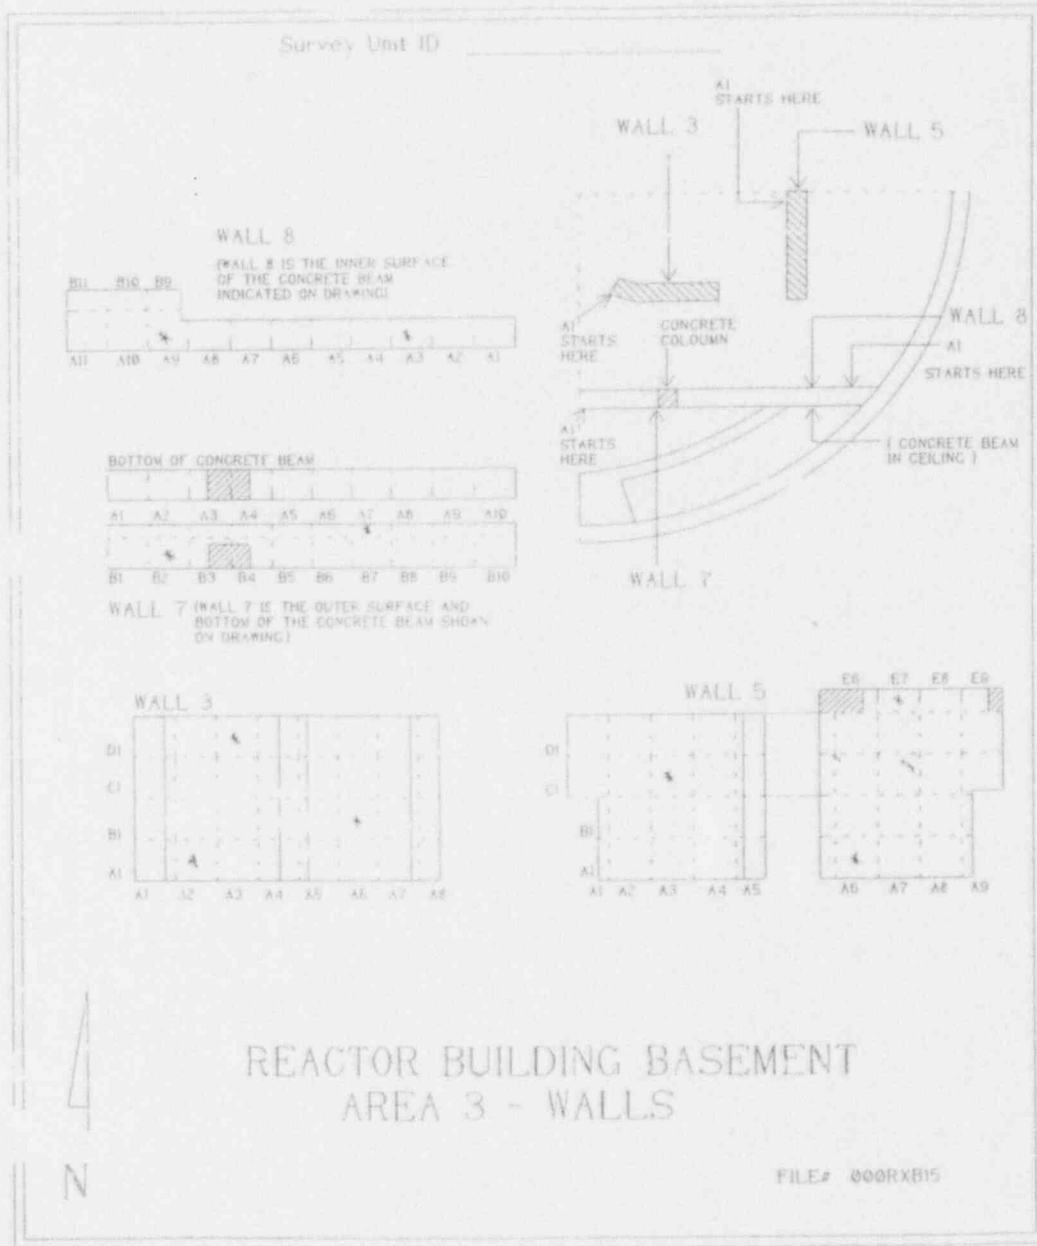 Survey Unit ID
A1
STARTS HERE
WALL 3
WALL 5
WALL 8
(WALL 8 IS THE INNER SURFACE
OF THE CONCRETE BEAM
INDICATED ON DRAWING)
B11 B10 B9
A11 A10 A9 A8 A7 A6 A5 A4 A3 A2 A1
A1
STARTS
HERE
CONCRETE
COLOUMN
WALL 8
A1
STARTS HERE
A1
STARTS
HERE
( CONCRETE BEAM
IN CEILING )
WALL 7
BOTTOM OF CONCRETE BEAM
A1 A2 A3 A4 A5 A6 A7 A8 A9 A10
B1 B2 B3 B4 B5 B6 B7 B8 B9 B10
WALL 7 (WALL 7 IS THE OUTER SURFACE AND
BOTTOM OF THE CONCRETE BEAM SHOWN
ON DRAWING)
WALL 3
D1
C1
B1
A1
A1 A2 A3 A4 A5 A6 A7 A8
WALL 5
E6 E7 E8 E9
D1
C1
B1
A1
A1 A2 A3 A4 A5
A6 A7 A8 A9
REACTOR BUILDING BASEMENT
AREA 3 - WALLS
N
FILE# 000RXB15